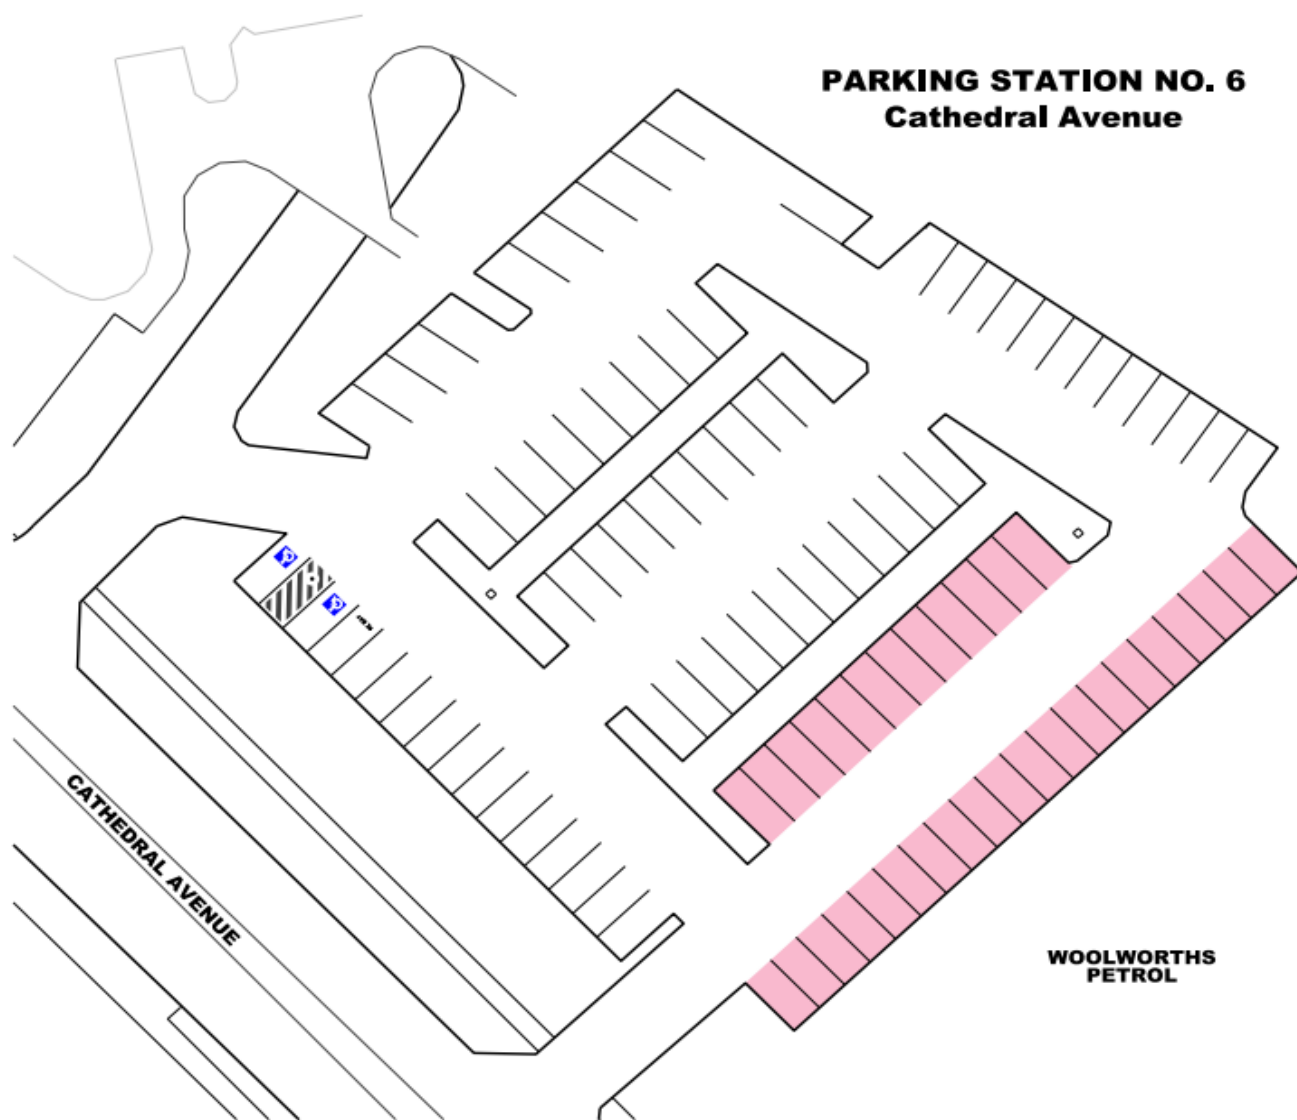 PARKING STATION NO. 6
Cathedral Avenue
CATHEDRAL AVENUE
WOOLWORTHS
PETROL